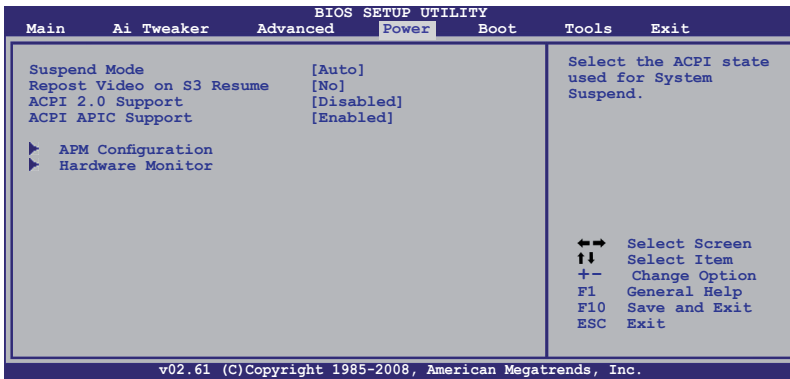 BIOS SETUP UTILITY
Main Ai Tweaker Advanced Power Boot Tools Exit
Suspend Mode [Auto]
Repost Video on S3 Resume [No]
ACPI 2.0 Support [Disabled]
ACPI APIC Support [Enabled]
APM Configuration
Hardware Monitor
Select the ACPI state
used for System
Suspend.
←→ Select Screen
↑↓ Select Item
+- Change Option
F1 General Help
F10 Save and Exit
ESC Exit
v02.61 (C)Copyright 1985-2008, American Megatrends, Inc.